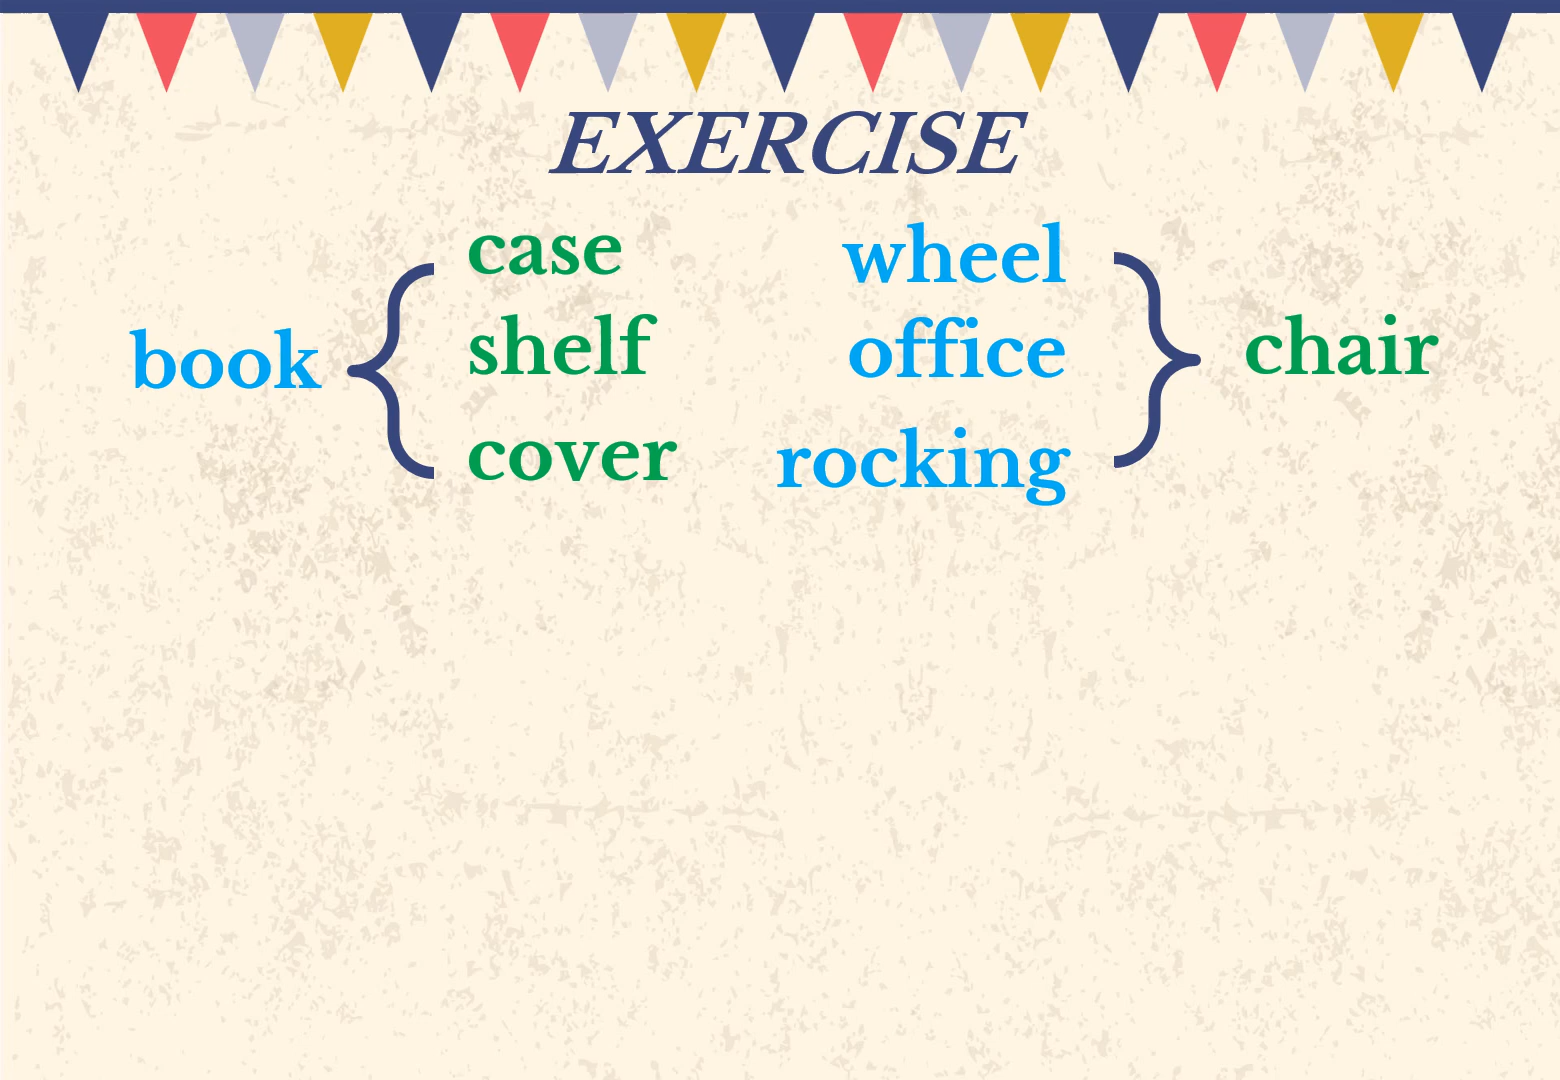 EXERCISE
book
case
shelf
cover
wheel
office
rocking
chair